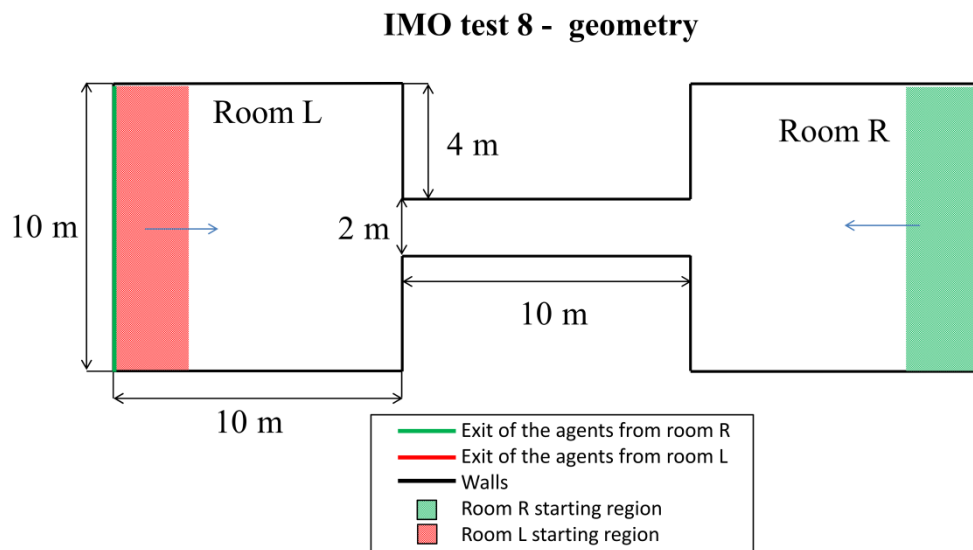 IMO test 8 - geometry
Room L
Room R
4 m
10 m
2 m
10 m
10 m
Exit of the agents from room R
Exit of the agents from room L
Walls
Room R starting region
Room L starting region